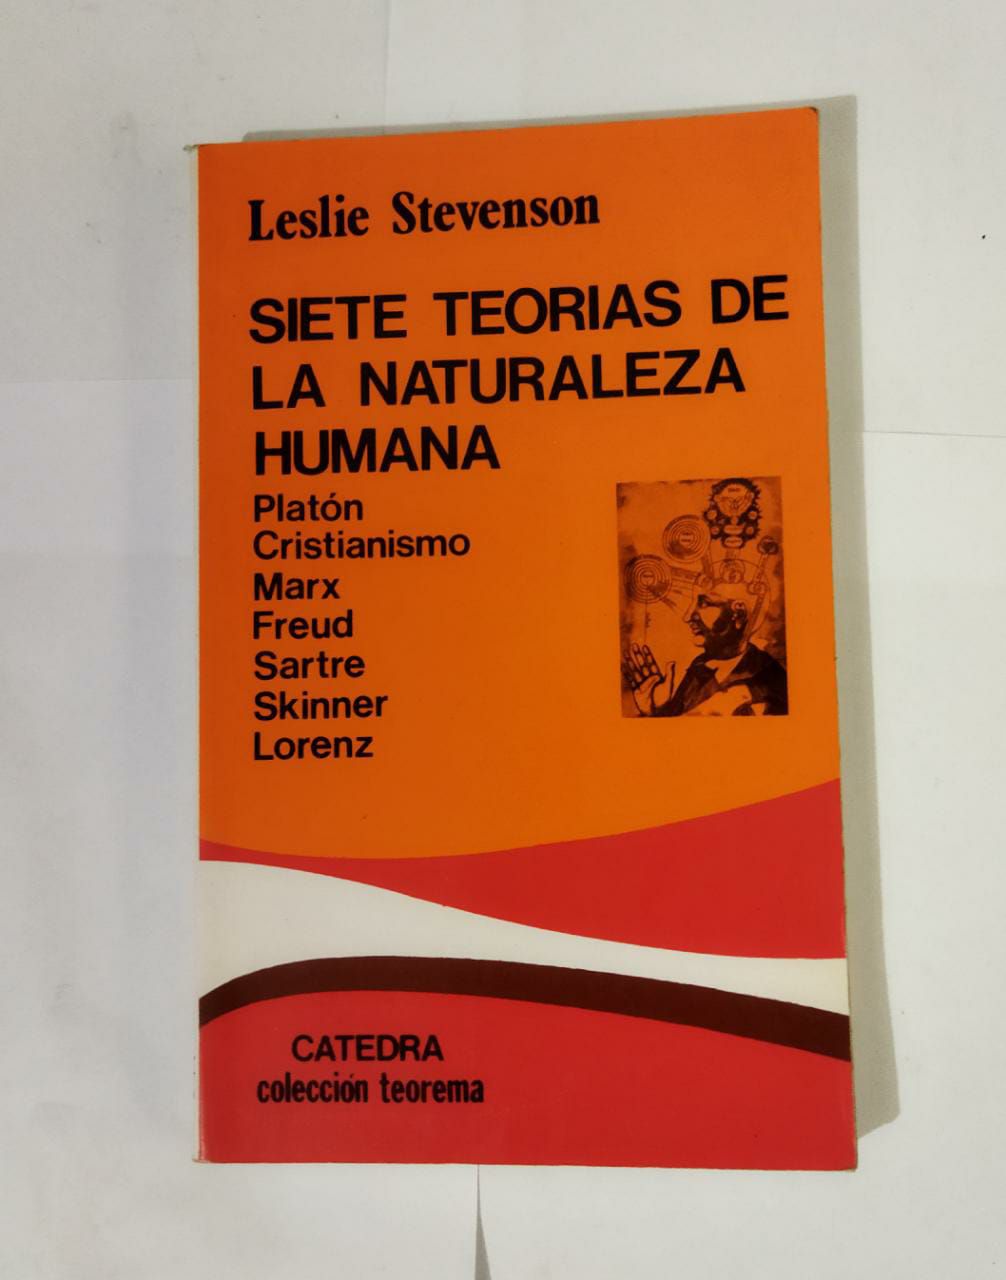 Leslie Stevenson
SIETE TEORIAS DE
LA NATURALEZA
HUMANA
Platón
Cristianismo
Marx
Freud
Sartre
Skinner
Lorenz
CATEDRA
colección teorema